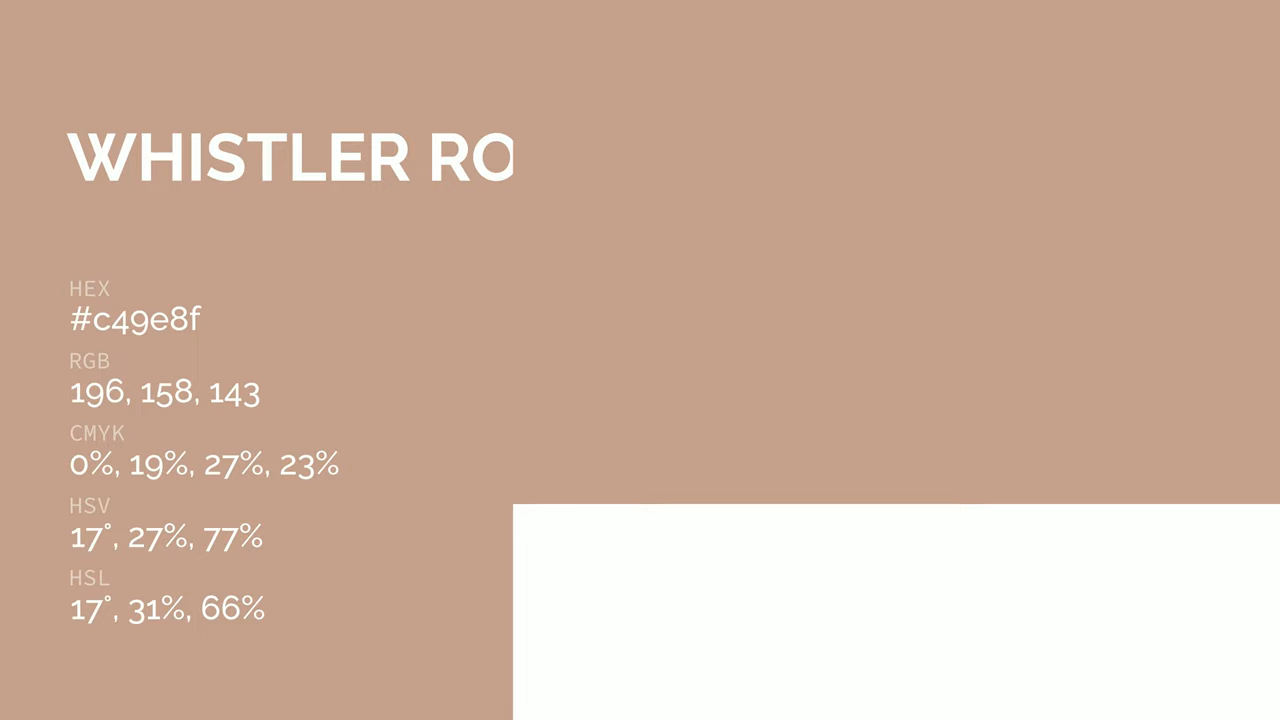 WHISTLER RO
HEX
#c49e8f
RGB
196, 158, 143
CMYK
0%, 19%, 27%, 23%
HSV
17°, 27%, 77%
HSL
17°, 31%, 66%